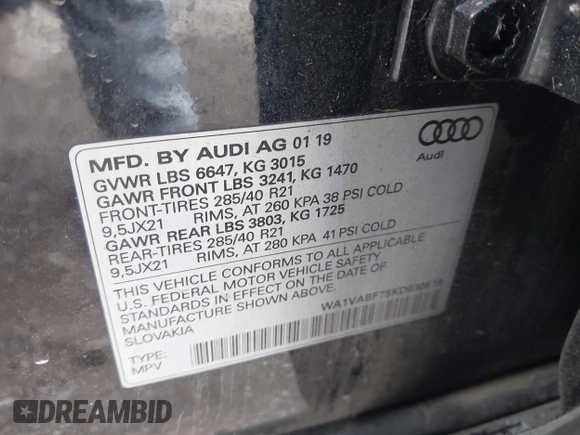 MFD. BY AUDI AG 01 19
GVWR LBS 6647, KG 3015
GAWR FRONT LBS 3241, KG 1470
FRONT-TIRES 285/40 R21
9,5JX21 RIMS, AT 260 KPA 38 PSI COLD
GAWR REAR LBS 3803, KG 1725
REAR-TIRES 285/40 R21
9,5JX21 RIMS, AT 280 KPA 41 PSI COLD
THIS VEHICLE CONFORMS TO ALL APPLICABLE
U.S. FEDERAL MOTOR VEHICLE SAFETY
STANDARDS IN EFFECT ON THE DATE OF
MANUFACTURE SHOWN ABOVE.
SLOVAKIA
TYPE:
MPV
Audi
DREAMBID